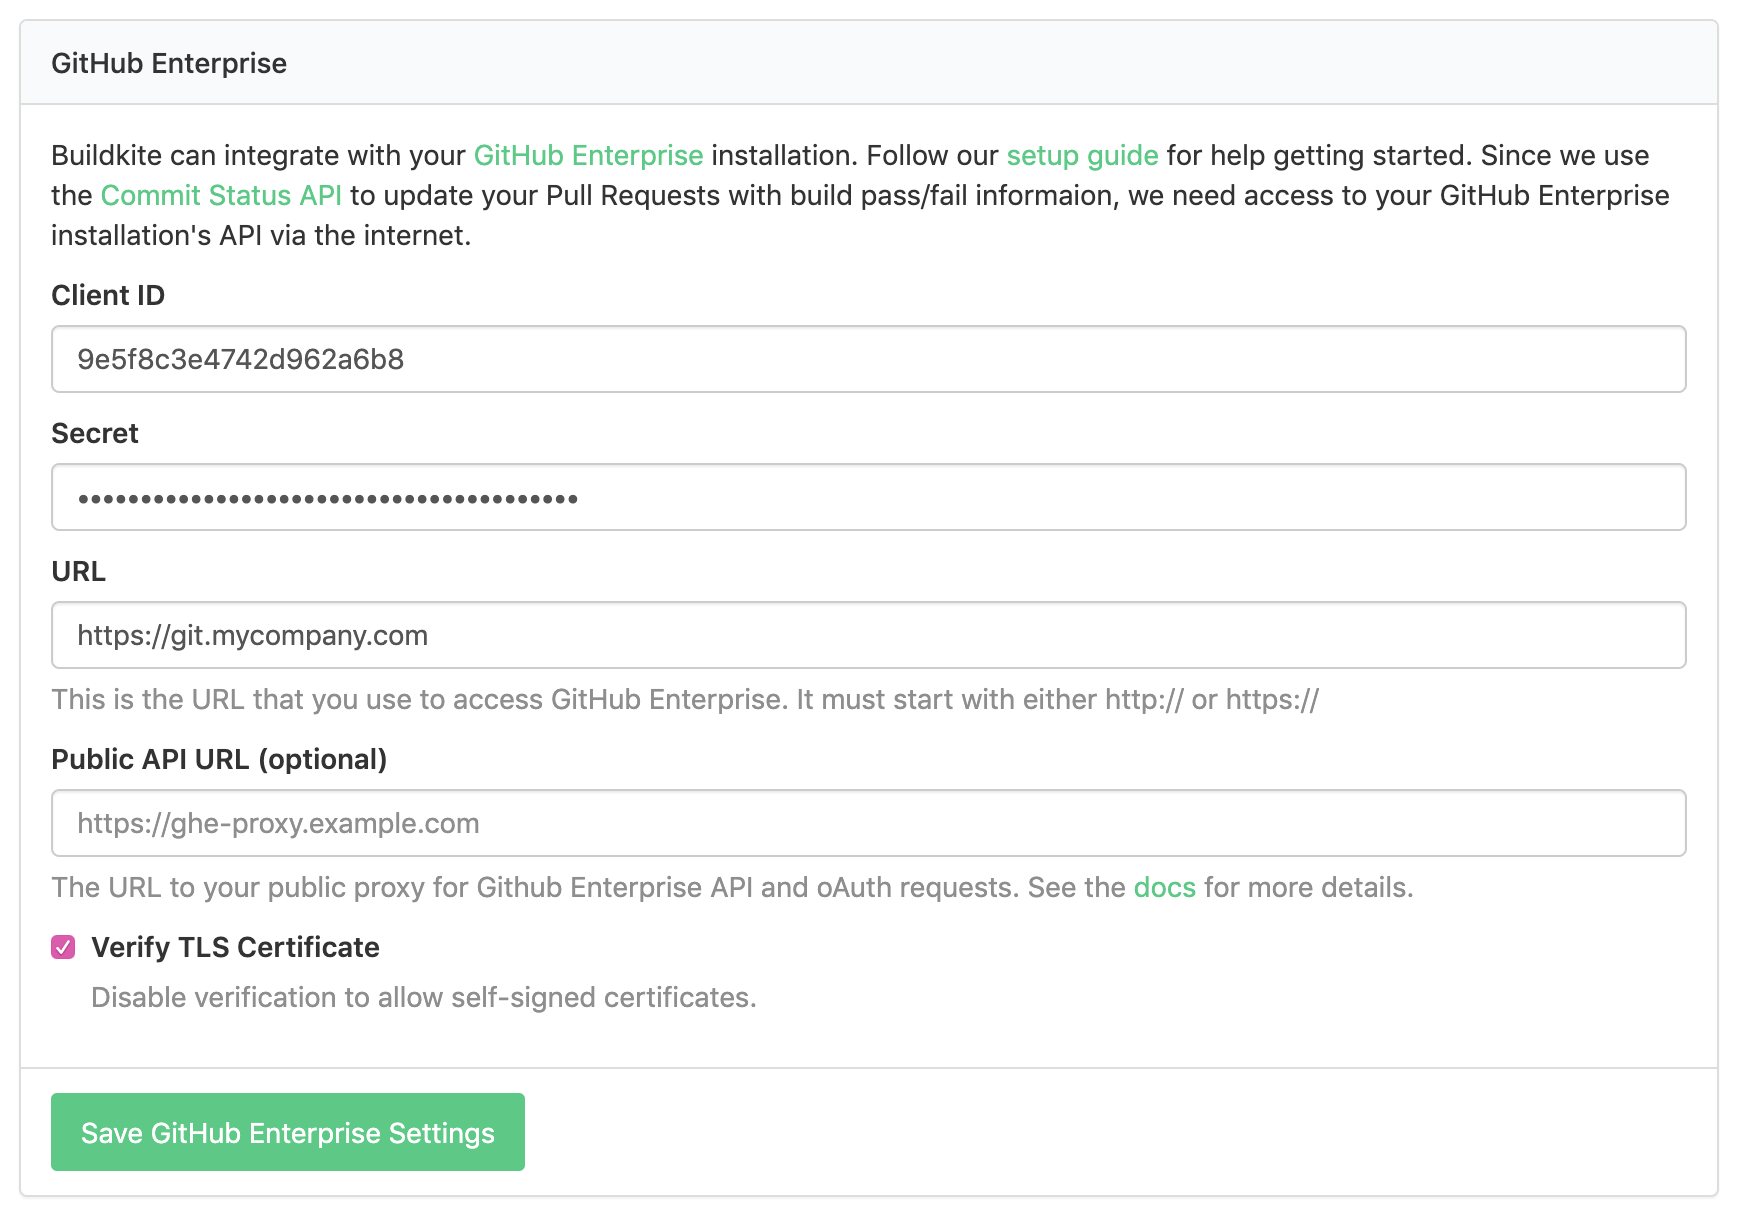 GitHub Enterprise
Buildkite can integrate with your GitHub Enterprise installation. Follow our setup guide for help getting started. Since we use
the Commit Status API to update your Pull Requests with build pass/fail informaion, we need access to your GitHub Enterprise
installation's API via the internet.
Client ID
9e5f8c3e4742d962a6b8
Secret
••••••••••••••••••••••••••••••••••••••••
URL
https://git.mycompany.com
This is the URL that you use to access GitHub Enterprise. It must start with either http:// or https://
Public API URL (optional)
https://ghe-proxy.example.com
The URL to your public proxy for Github Enterprise API and oAuth requests. See the docs for more details.
Verify TLS Certificate
Disable verification to allow self-signed certificates.
Save GitHub Enterprise Settings